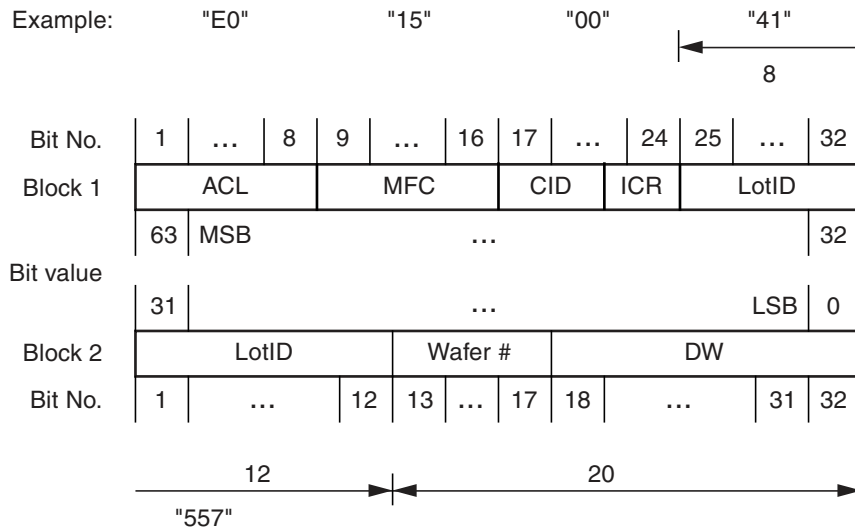 Example: "E0" "15" "00" "41"
8
Bit No. 1 ... 8 9 ... 16 17 ... 24 25 ... 32
Block 1 ACL MFC CID ICR LotID
63 MSB ... 32
Bit value
31 ... LSB 0
Block 2 LotID Wafer # DW
Bit No. 1 ... 12 13 ... 17 18 ... 31 32
12 20
"557"